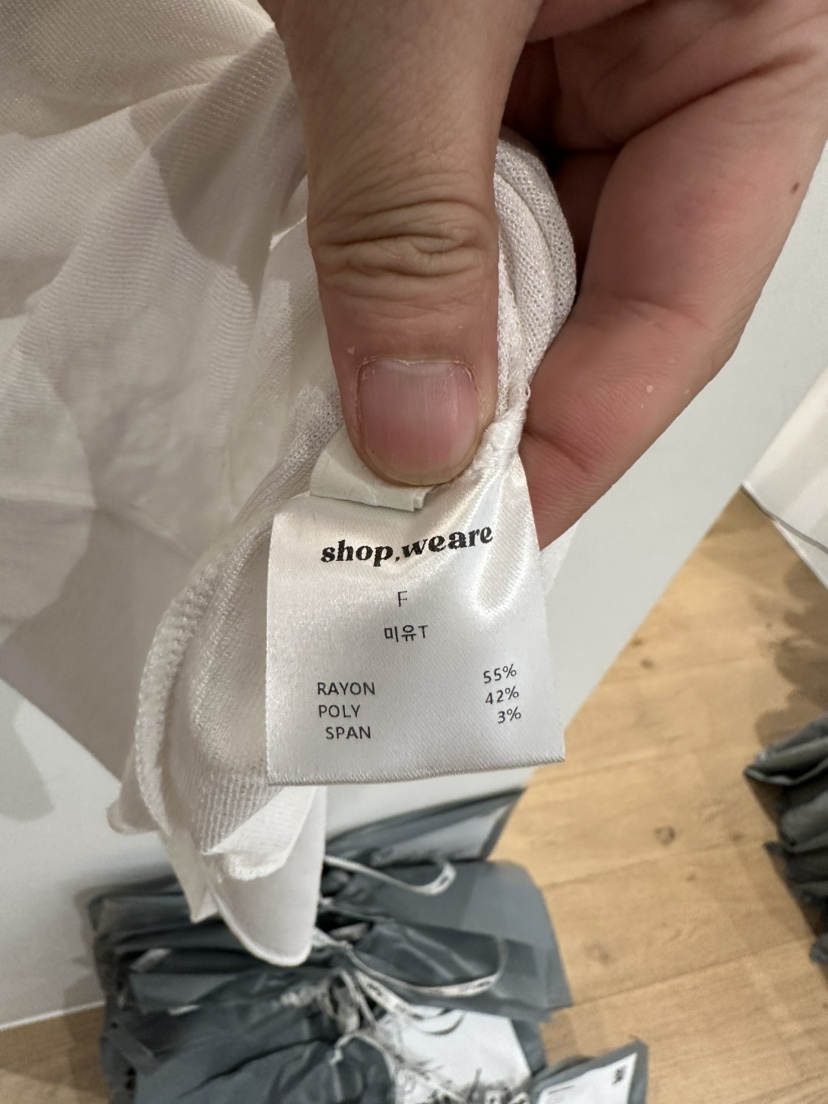 shop.weare
F
미유T
RAYON 55%
POLY 42%
SPAN 3%